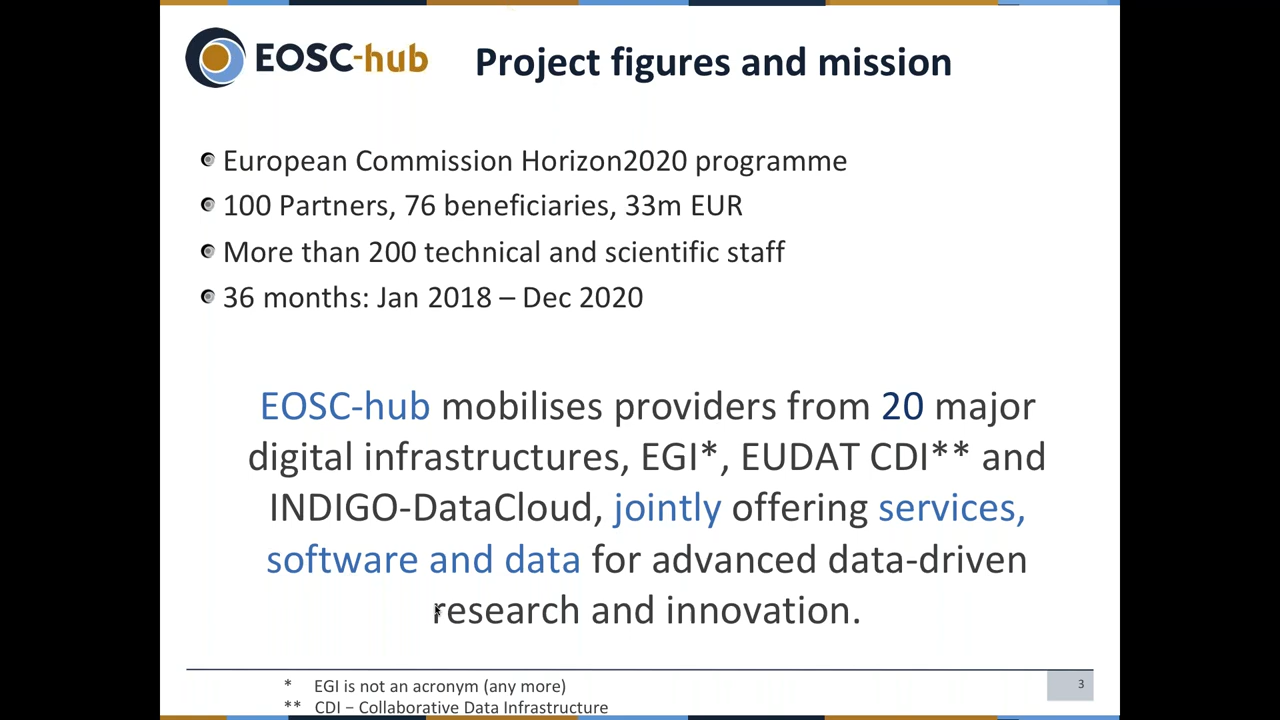 EOSC-hub
Project figures and mission
European Commission Horizon2020 programme
100 Partners, 76 beneficiaries, 33m EUR
More than 200 technical and scientific staff
36 months: Jan 2018 – Dec 2020
EOSC-hub mobilises providers from 20 major
digital infrastructures, EGI*, EUDAT CDI** and
INDIGO-DataCloud, jointly offering services,
software and data for advanced data-driven
research and innovation.
* EGI is not an acronym (any more)
** CDI – Collaborative Data Infrastructure
3